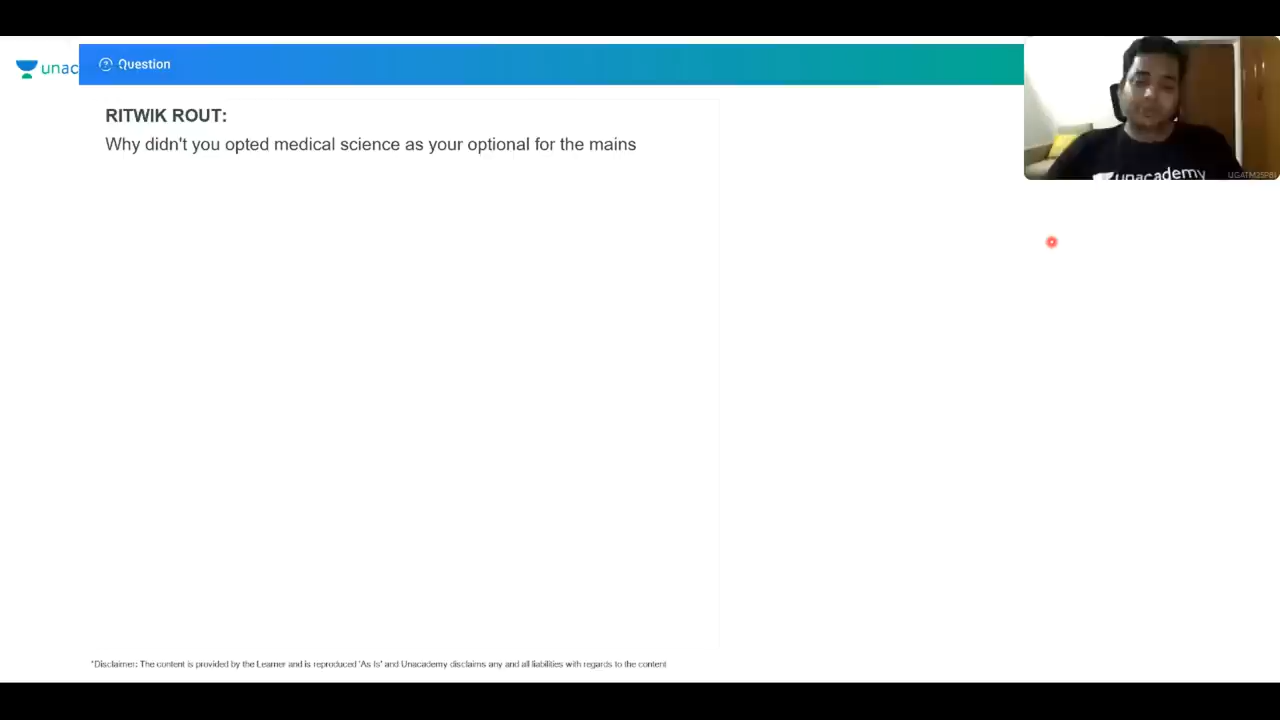 unac
Question
RITWIK ROUT:
Why didn't you opted medical science as your optional for the mains
unacademy
UGATM25P8I
*Disclaimer: The content is provided by the Learner and is reproduced 'As Is' and Unacademy disclaims any and all liabilities with regards to the content